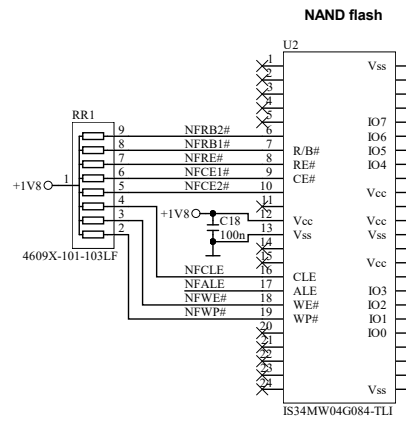 NAND flash
U2
1 Vss
2
3
4
5 IO7
RR1
9 NFRB2# 6 IO6
8 NFRB1# 7 R/B# IO5
7 NFRE# 8 RE# IO4
6 NFCE1# 9 CE#
+1V8 1 5 NFCE2# 10 Vcc
4 11
3 +1V8 C18 12 Vcc Vcc Vss
2 100n 13 Vss Vss
14
4609X-101-103LF 15 Vcc
NFCLE 16 CLE
NFALE 17 ALE IO3
NFWE# 18 WE# IO2
NFWP# 19 WP# IO1
20 IO0
21
22
23
24 Vss
IS34MW04G084-TLI